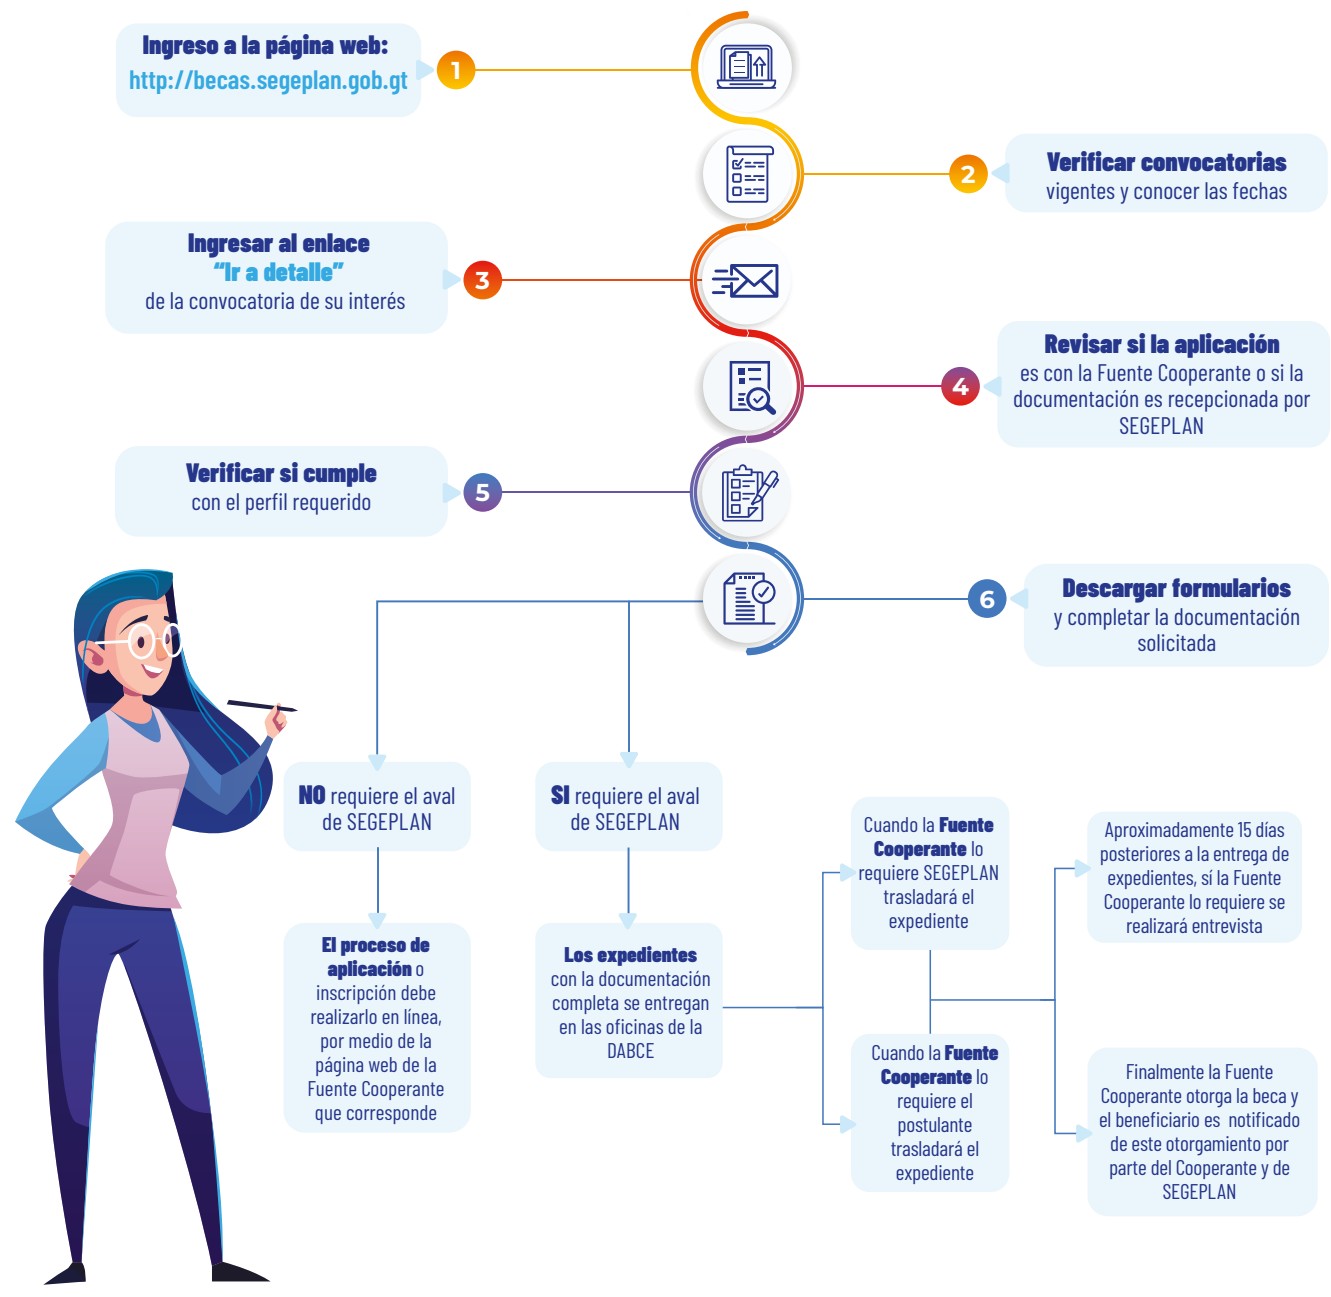 Ingreso a la página web:
http://becas.segeplan.gob.gt
1
2
Verificar convocatorias
vigentes y conocer las fechas
Ingresar al enlace
“Ir a detalle”
de la convocatoria de su interés
3
4
Revisar si la aplicación
es con la Fuente Cooperante o si la
documentación es recepcionada por
SEGEPLAN
Verificar si cumple
con el perfil requerido
5
6
Descargar formularios
y completar la documentación
solicitada
NO requiere el aval
de SEGEPLAN
El proceso de
aplicación o
inscripción debe
realizarlo en línea,
por medio de la
página web de la
Fuente Cooperante
que corresponde
SI requiere el aval
de SEGEPLAN
Los expedientes
con la documentación
completa se entregan
en las oficinas de la
DABCE
Cuando la Fuente
Cooperante lo
requiere SEGEPLAN
trasladará el
expediente
Cuando la Fuente
Cooperante lo
requiere el
postulante
trasladará el
expediente
Aproximadamente 15 días
posteriores a la entrega de
expedientes, sí la Fuente
Cooperante lo requiere se
realizará entrevista
Finalmente la Fuente
Cooperante otorga la beca y
el beneficiario es notificado
de este otorgamiento por
parte del Cooperante y de
SEGEPLAN